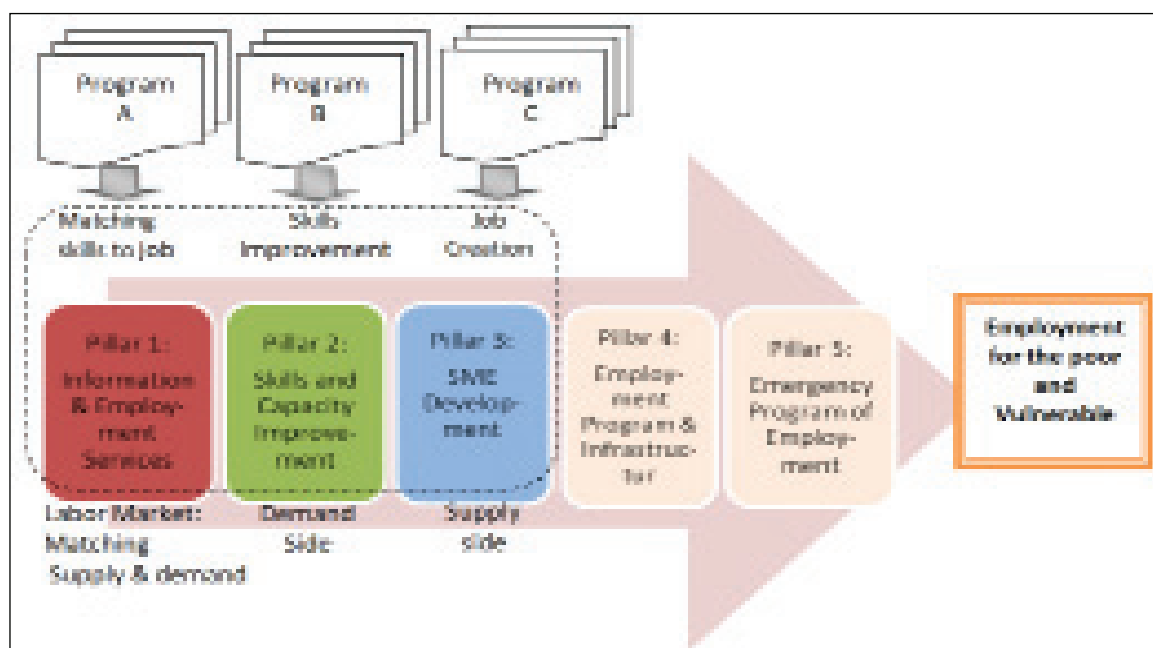 Program
A
Program
B
Program
C
Matching
skills to job
Skills
Improvement
Job
Creation
Pillar 1:
Information
& Employ-
ment
Services
Pillar 2:
Skills and
Capacity
Improve-
ment
Pillar 3:
SME
Develop-
ment
Pillar 4:
Employ-
ment
Program &
Infrastruc-
tur
Pillar 5:
Emergency
Program of
Employ-
ment
Employment
for the poor
and
Vulnerable
Labor Market:
Matching
Supply & demand
Demand
Side
Supply
side